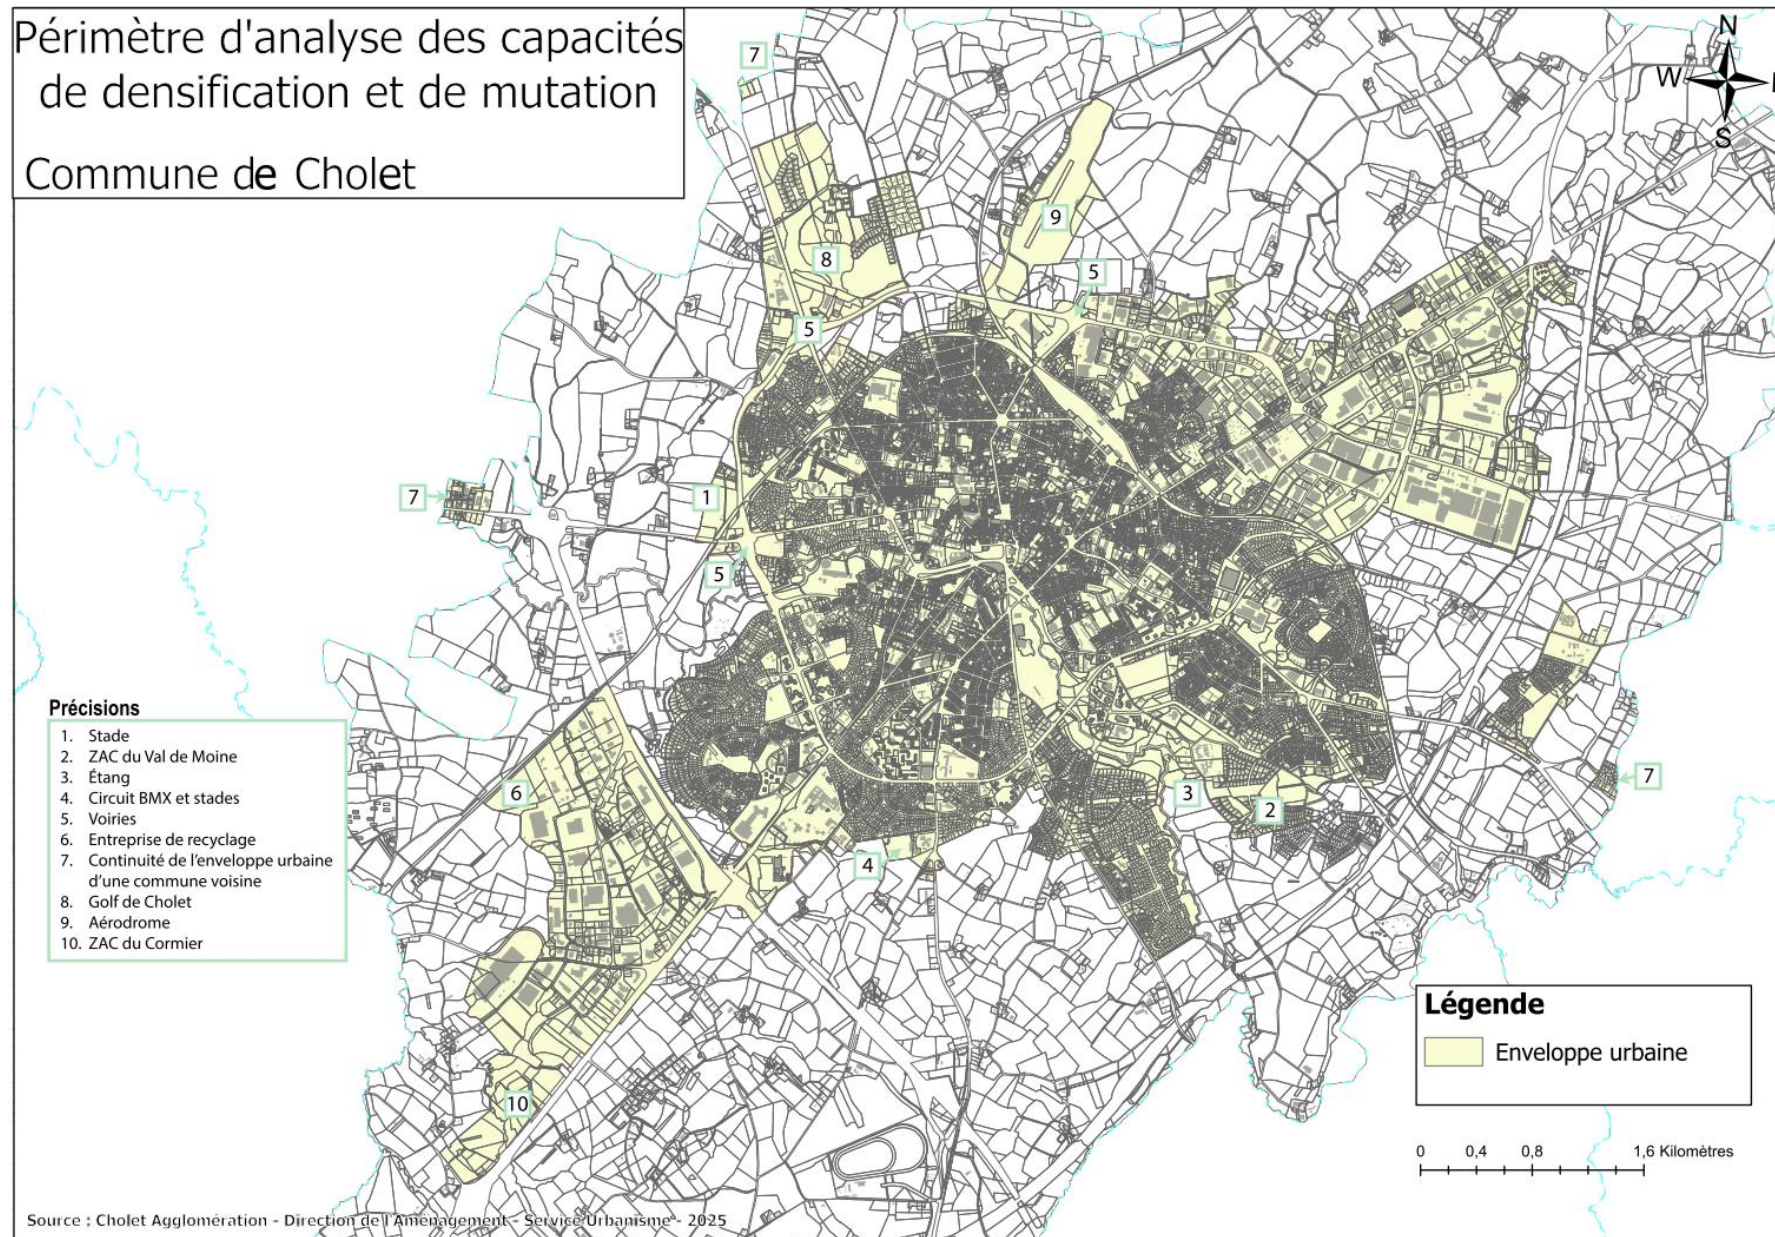 Périmètre d'analyse des capacités
de densification et de mutation
Commune de Cholet
N
W
S
7
9
8
5
5
7
1
5
6
3
2
7
4
10
Précisions
1. Stade
2. ZAC du Val de Moine
3. Étang
4. Circuit BMX et stades
5. Voiries
6. Entreprise de recyclage
7. Continuité de l'enveloppe urbaine
d'une commune voisine
8. Golf de Cholet
9. Aérodrome
10. ZAC du Cormier
Légende
Enveloppe urbaine
0 0,4 0,8 1,6 Kilomètres
Source : Cholet Agglomération - Direction de l'Aménagement - Service Urbanisme - 2025